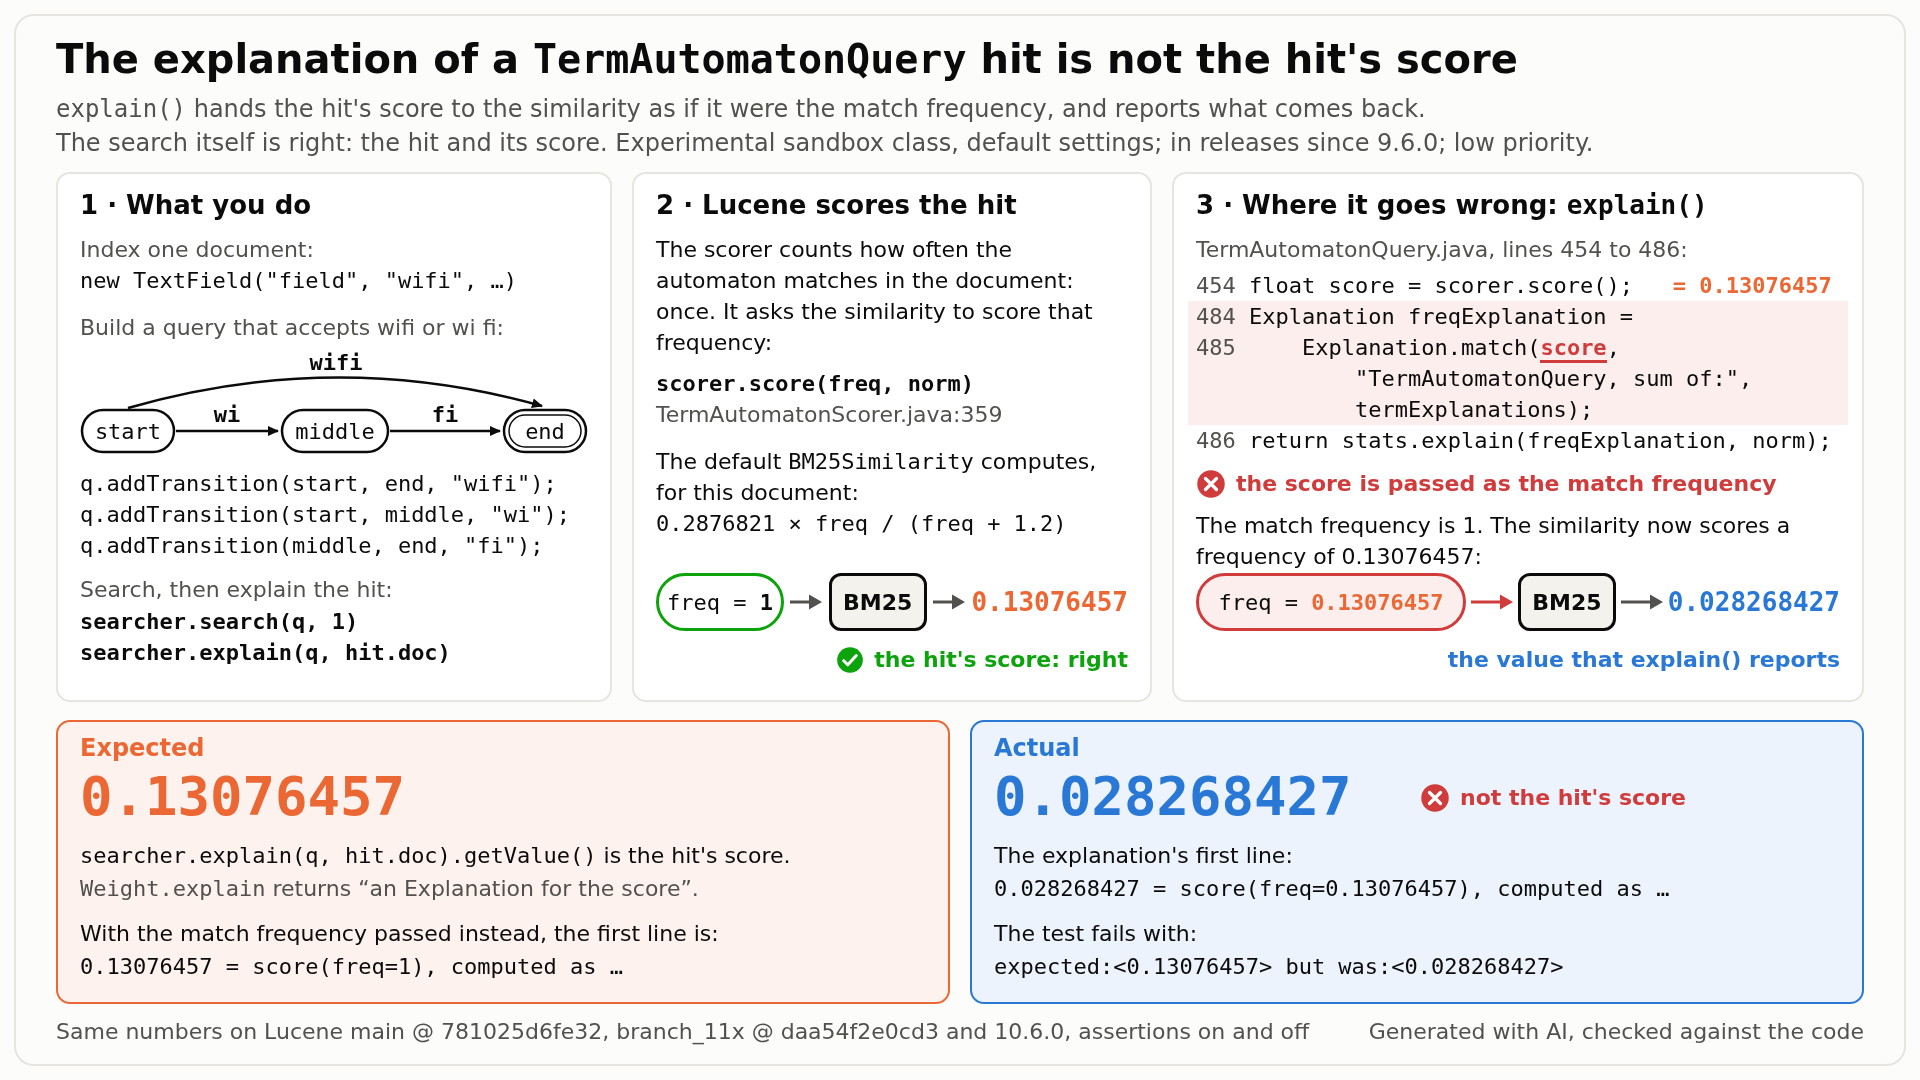 The explanation of a TermAutomatonQuery hit is not the hit's score
explain() hands the hit's score to the similarity as if it were the match frequency, and reports what comes back.
The search itself is right: the hit and its score. Experimental sandbox class, default settings; in releases since 9.6.0; low priority.
1 · What you do
Index one document:
new TextField("field", "wifi", …)
Build a query that accepts wifi or wi fi:
wifi
wi
fi
start
middle
end
q.addTransition(start, end, "wifi");
q.addTransition(start, middle, "wi");
q.addTransition(middle, end, "fi");
Search, then explain the hit:
searcher.search(q, 1)
searcher.explain(q, hit.doc)
2 · Lucene scores the hit
The scorer counts how often the
automaton matches in the document:
once. It asks the similarity to score that
frequency:
scorer.score(freq, norm)
TermAutomatonScorer.java:359
The default BM25Similarity computes,
for this document:
0.2876821 × freq / (freq + 1.2)
freq = 1
BM25
0.13076457
the hit's score: right
3 · Where it goes wrong: explain()
TermAutomatonQuery.java, lines 454 to 486:
454 float score = scorer.score();   = 0.13076457
484 Explanation freqExplanation =
485     Explanation.match(score,
"TermAutomatonQuery, sum of:",
termExplanations);
486 return stats.explain(freqExplanation, norm);
the score is passed as the match frequency
The match frequency is 1. The similarity now scores a
frequency of 0.13076457:
freq = 0.13076457
BM25
0.028268427
the value that explain() reports
Expected
0.13076457
searcher.explain(q, hit.doc).getValue() is the hit's score.
Weight.explain returns “an Explanation for the score”.
With the match frequency passed instead, the first line is:
0.13076457 = score(freq=1), computed as …
Actual
0.028268427
not the hit's score
The explanation's first line:
0.028268427 = score(freq=0.13076457), computed as …
The test fails with:
expected:<0.13076457> but was:<0.028268427>
Same numbers on Lucene main @ 781025d6fe32, branch_11x @ daa54f2e0cd3 and 10.6.0, assertions on and off
Generated with AI, checked against the code